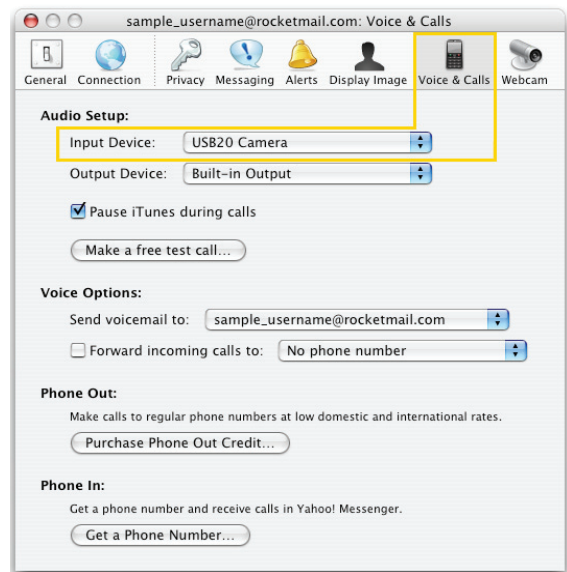 sample_username@rocketmail.com: Voice & Calls
General Connection Privacy Messaging Alerts Display Image Voice & Calls Webcam
Audio Setup:
Input Device: USB20 Camera
Output Device: Built-in Output
Pause iTunes during calls
Make a free test call...
Voice Options:
Send voicemail to: sample_username@rocketmail.com
Forward incoming calls to: No phone number
Phone Out:
Make calls to regular phone numbers at low domestic and international rates.
Purchase Phone Out Credit...
Phone In:
Get a phone number and receive calls in Yahoo! Messenger.
Get a Phone Number...